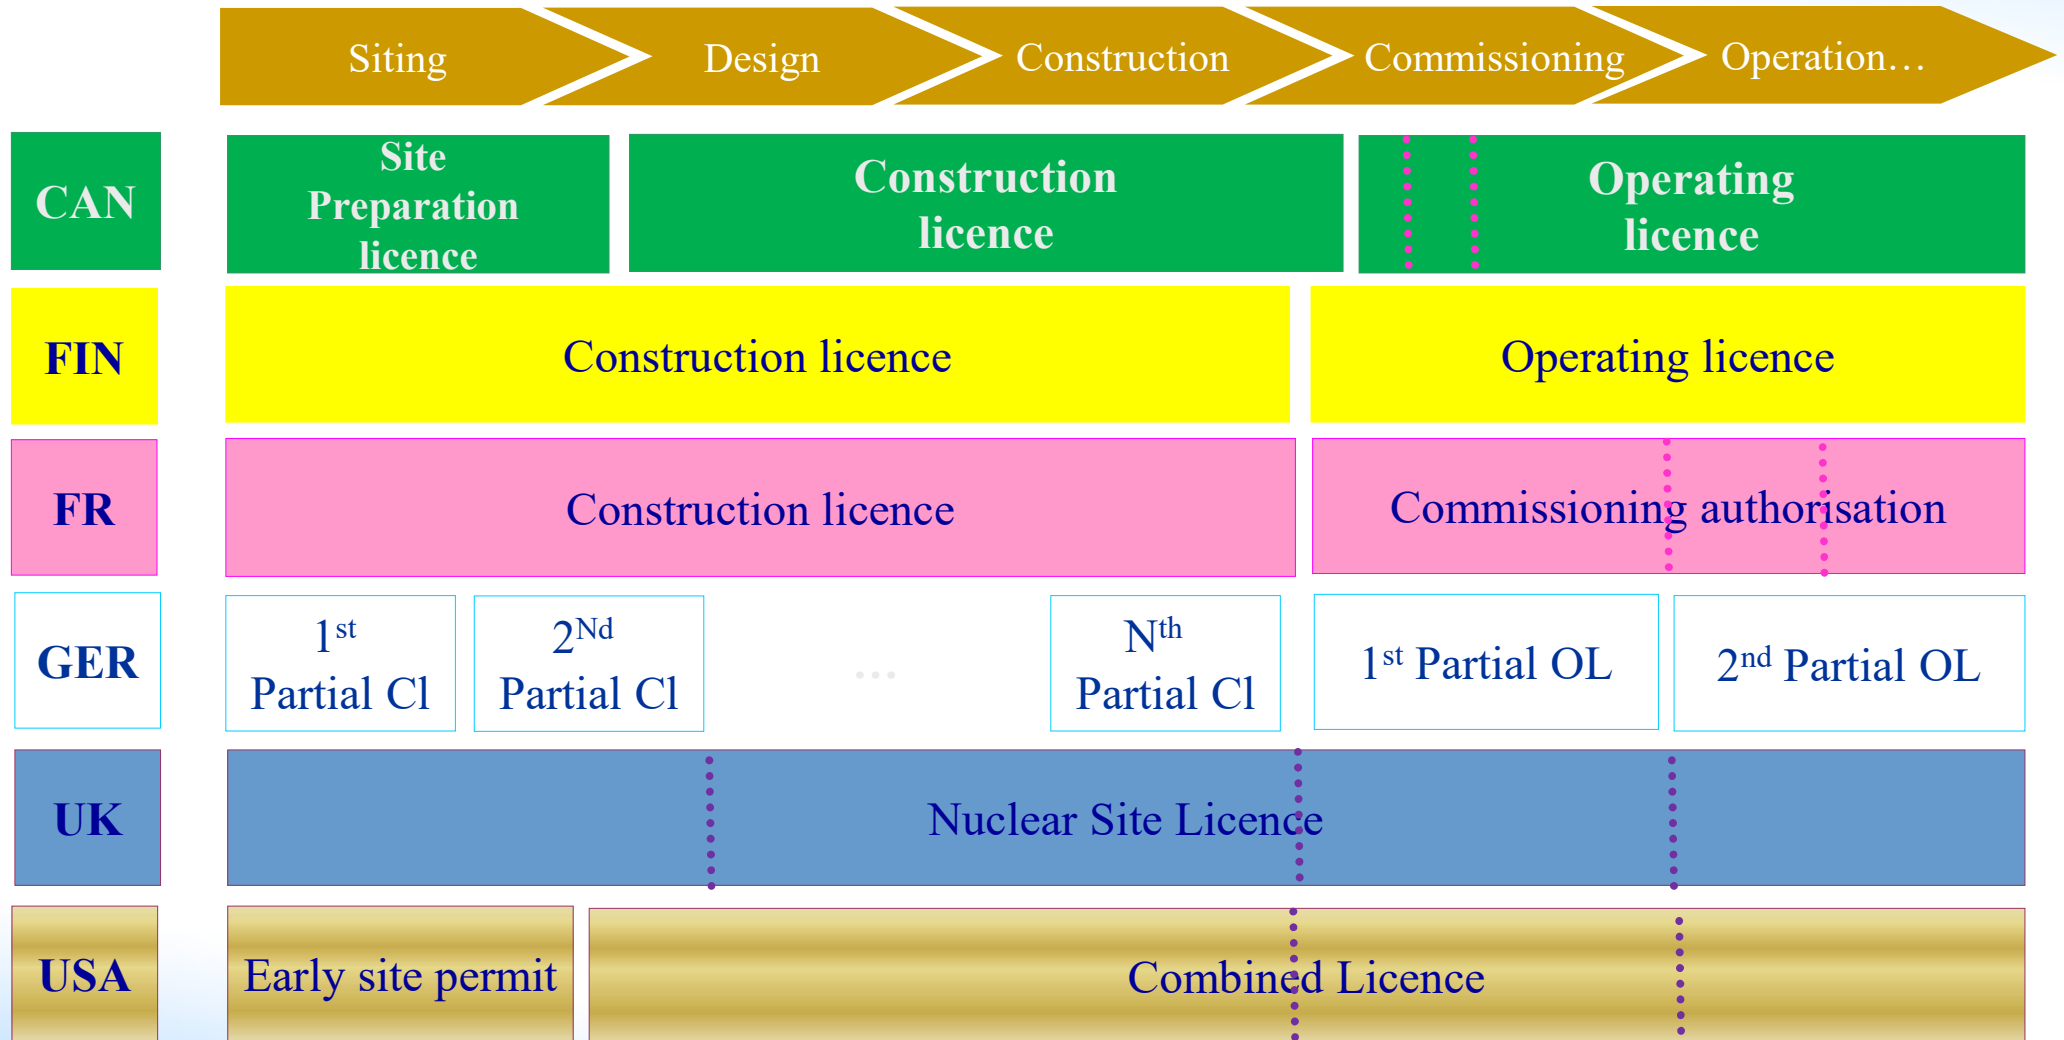 Siting
Design
Construction
Commissioning
Operation…
CAN
Site
Preparation
licence
Construction
licence
Operating
licence
FIN
Construction licence
Operating licence
FR
Construction licence
Commissioning authorisation
GER
1st
Partial Cl
2Nd
Partial Cl
…
Nth
Partial Cl
1st Partial OL
2nd Partial OL
UK
Nuclear Site Licence
USA
Early site permit
Combined Licence